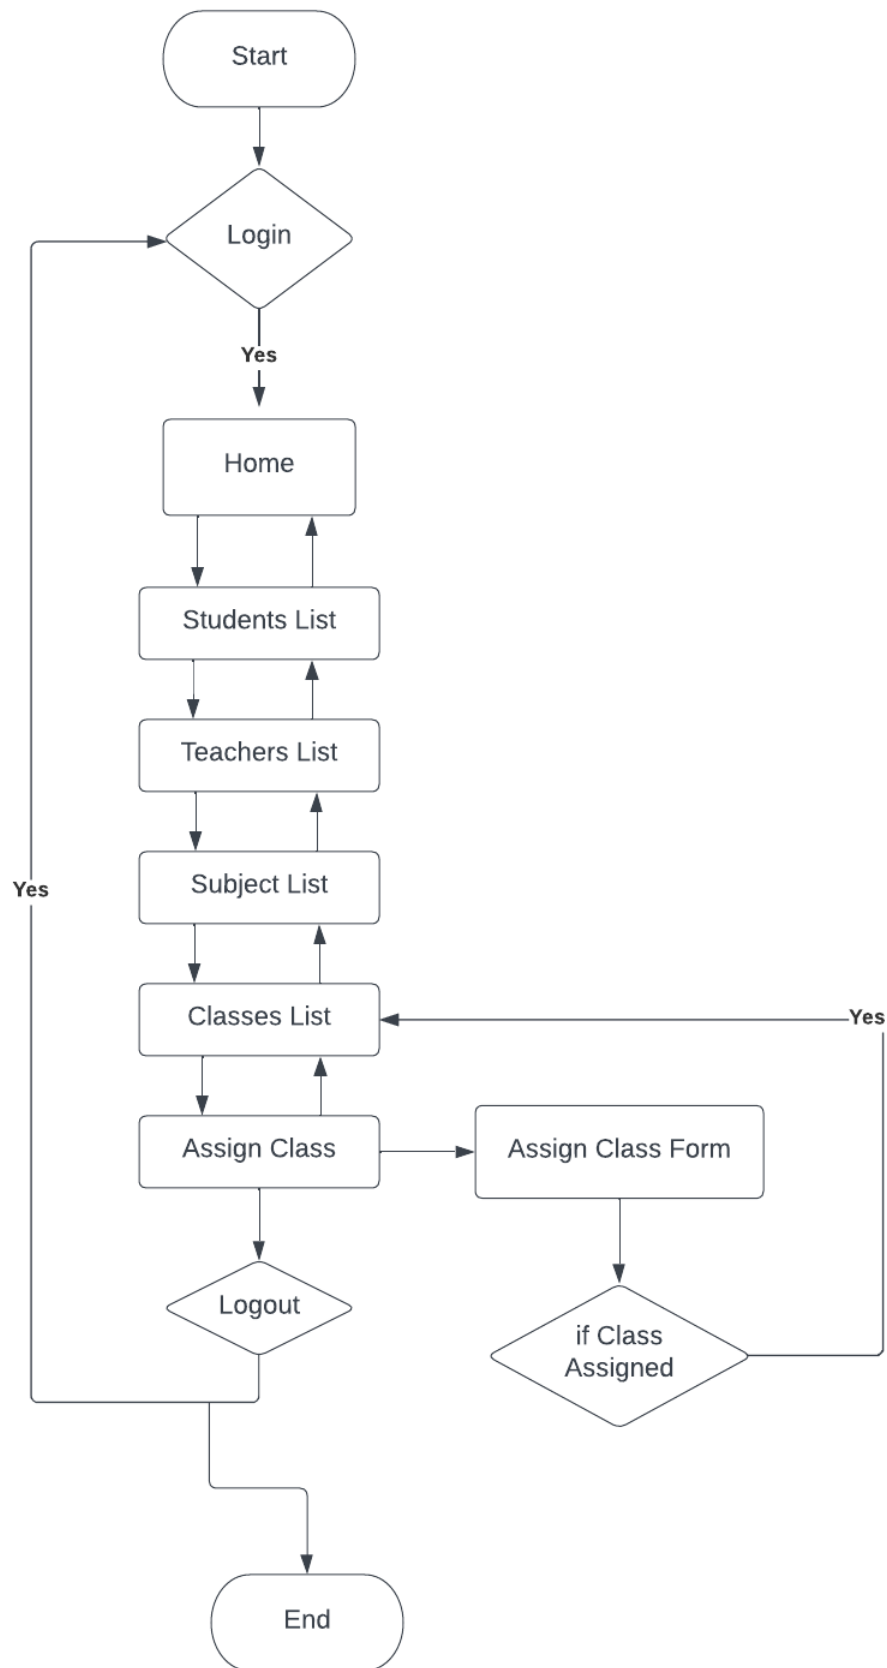 Start
Login
Yes
Home
Students List
Teachers List
Subject List
Yes
Classes List
Yes
Assign Class
Assign Class Form
Logout
if Class
Assigned
End